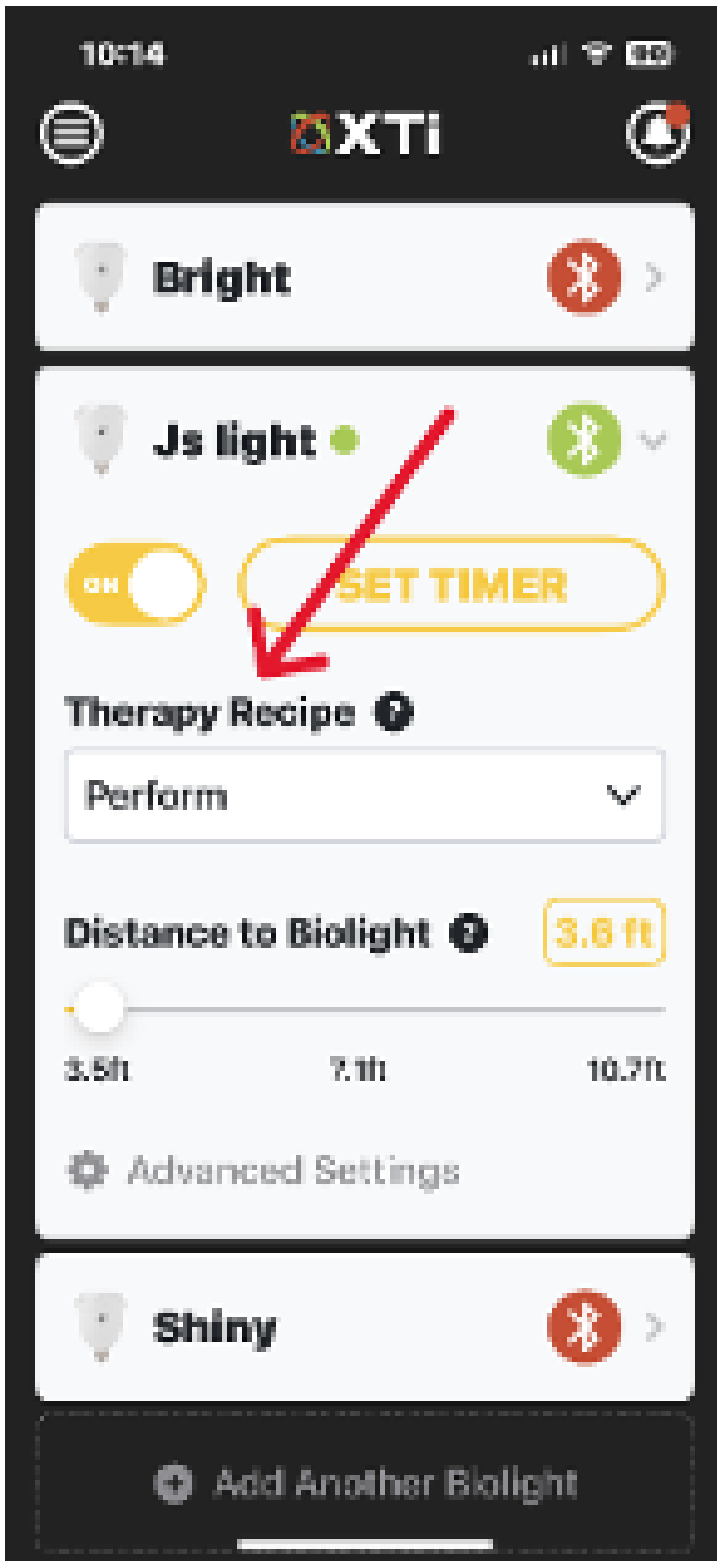 10:14
XTi
Bright
Js light
ON
SET TIMER
Therapy Recipe ?
Perform
Distance to Biolight ? 3.6 ft
3.5ft 7.1ft 10.7ft
Advanced Settings
Shiny
Add Another Biolight